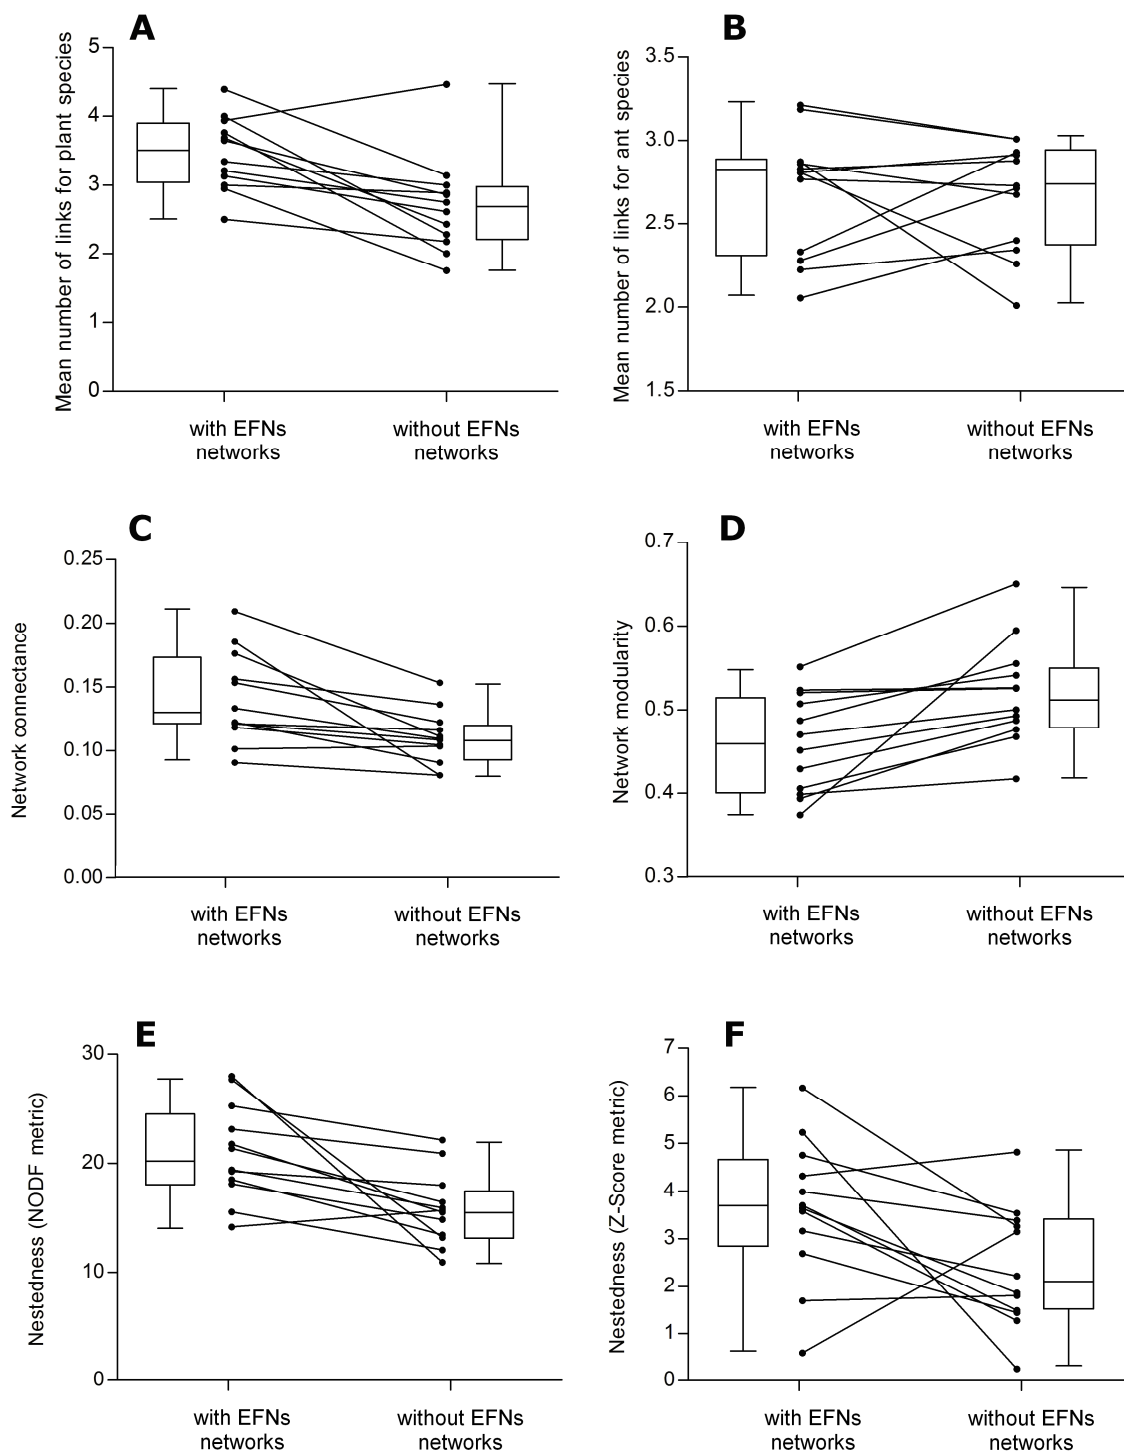 A
Mean number of links for plant species
5
4
3
2
1
0
with EFNs
networks
without EFNs
networks
B
Mean number of links for ant species
3.5
3.0
2.5
2.0
1.5
with EFNs
networks
without EFNs
networks
C
Network connectance
0.25
0.20
0.15
0.10
0.05
0.00
with EFNs
networks
without EFNs
networks
D
Network modularity
0.7
0.6
0.5
0.4
0.3
with EFNs
networks
without EFNs
networks
E
Nestedness (NODF metric)
30
20
10
0
with EFNs
networks
without EFNs
networks
F
Nestedness (Z-Score metric)
7
6
5
4
3
2
1
0
with EFNs
networks
without EFNs
networks